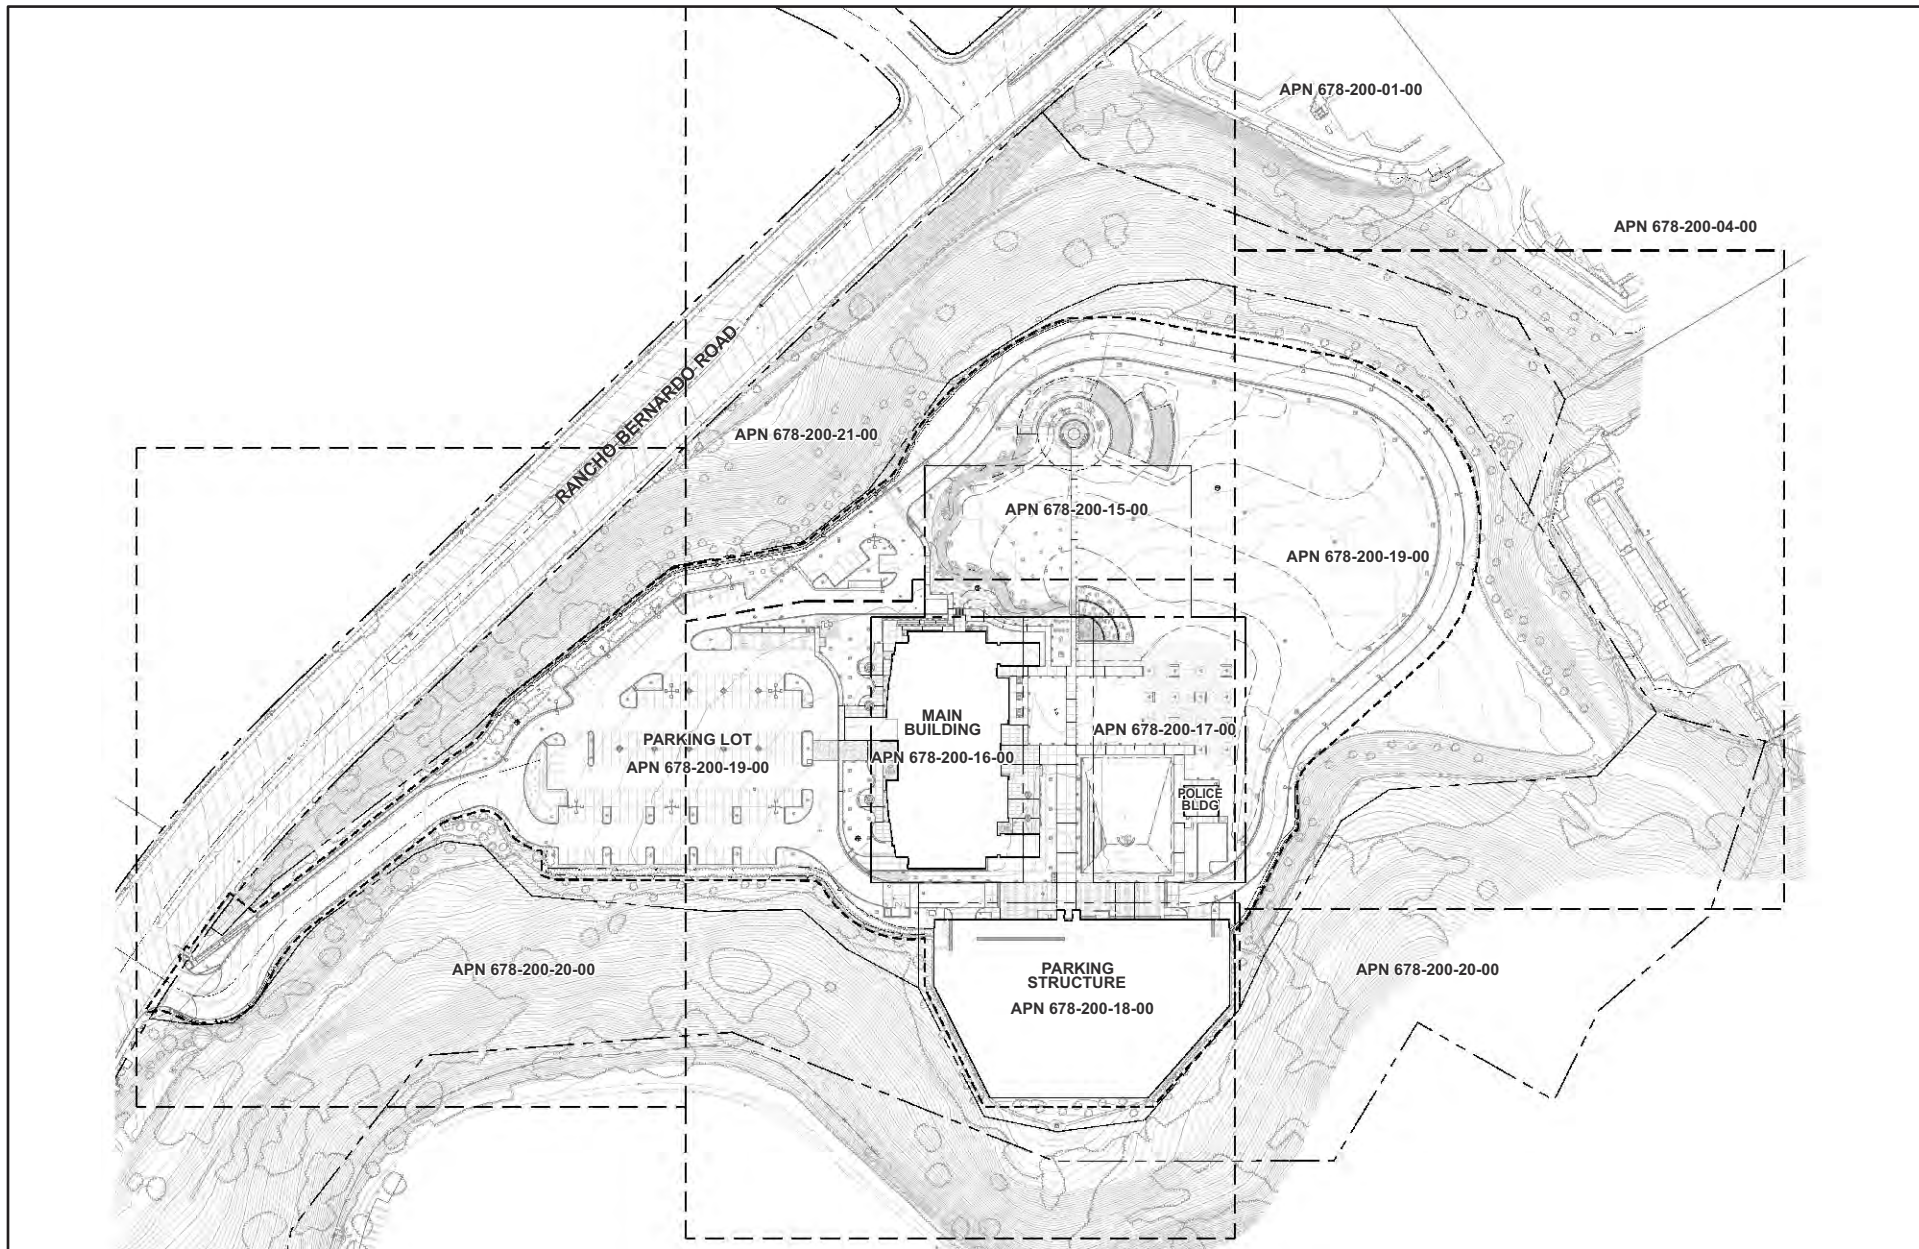 APN 678-200-01-00
APN 678-200-04-00
RANCHO BERNARDO ROAD
APN 678-200-21-00
APN 678-200-15-00
APN 678-200-19-00
MAIN
BUILDING
APN 678-200-16-00
APN 678-200-17-00
PARKING LOT
APN 678-200-19-00
POLICE
BLDG
APN 678-200-20-00
PARKING
STRUCTURE
APN 678-200-18-00
APN 678-200-20-00